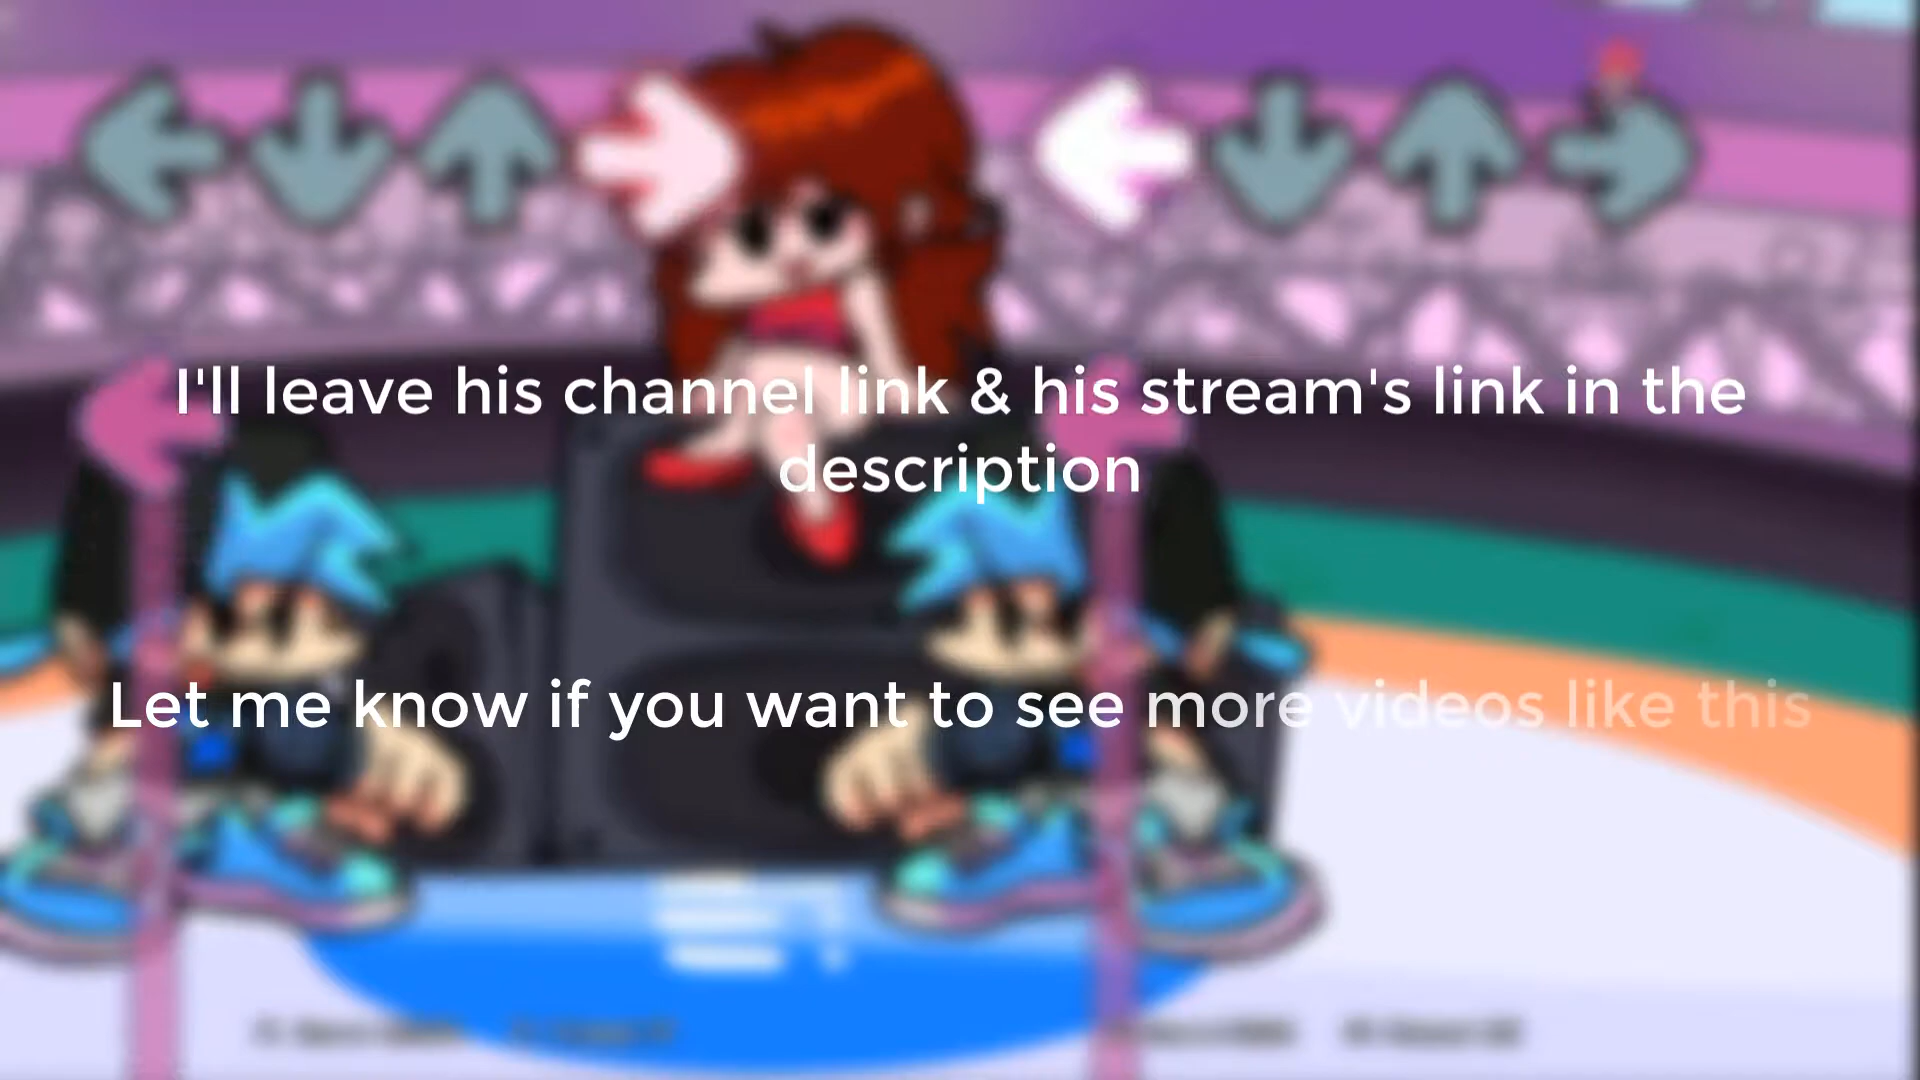 I'll leave his channel link & his stream's link in the
description
Let me know if you want to see more videos like this